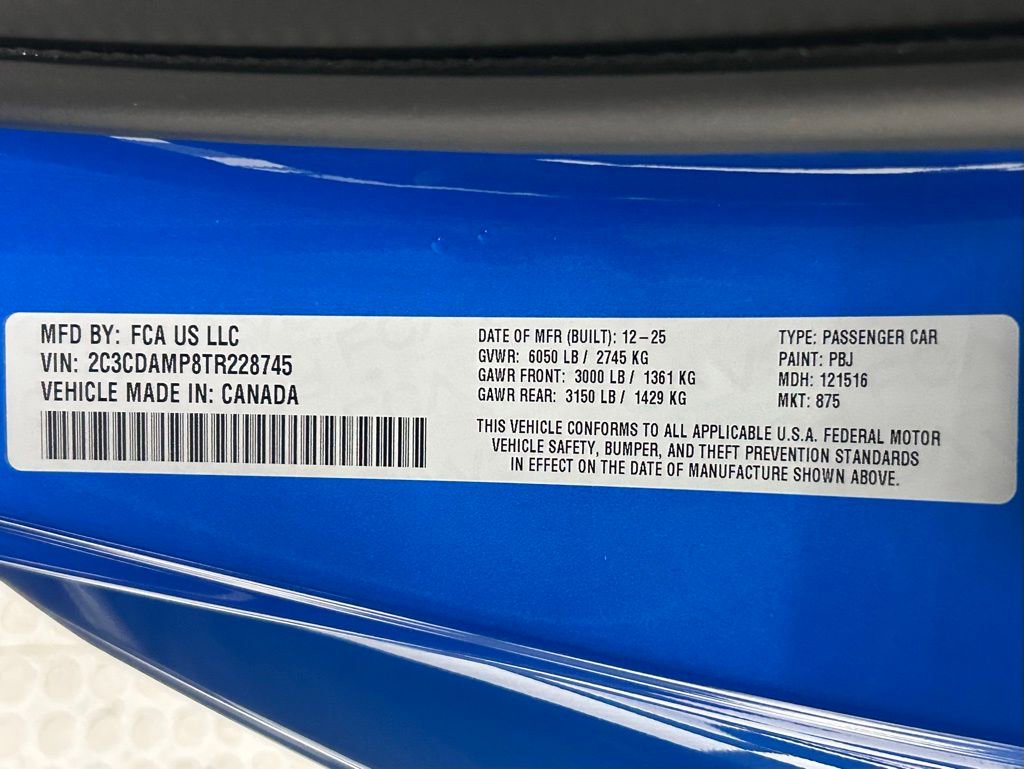 MFD BY: FCA US LLC
VIN: 2C3CDAMP8TR228745
VEHICLE MADE IN: CANADA
DATE OF MFR (BUILT): 12-25
GVWR: 6050 LB / 2745 KG
GAWR FRONT: 3000 LB / 1361 KG
GAWR REAR: 3150 LB / 1429 KG
TYPE: PASSENGER CAR
PAINT: PBJ
MDH: 121516
MKT: 875
THIS VEHICLE CONFORMS TO ALL APPLICABLE U.S.A. FEDERAL MOTOR
VEHICLE SAFETY, BUMPER, AND THEFT PREVENTION STANDARDS
IN EFFECT ON THE DATE OF MANUFACTURE SHOWN ABOVE.